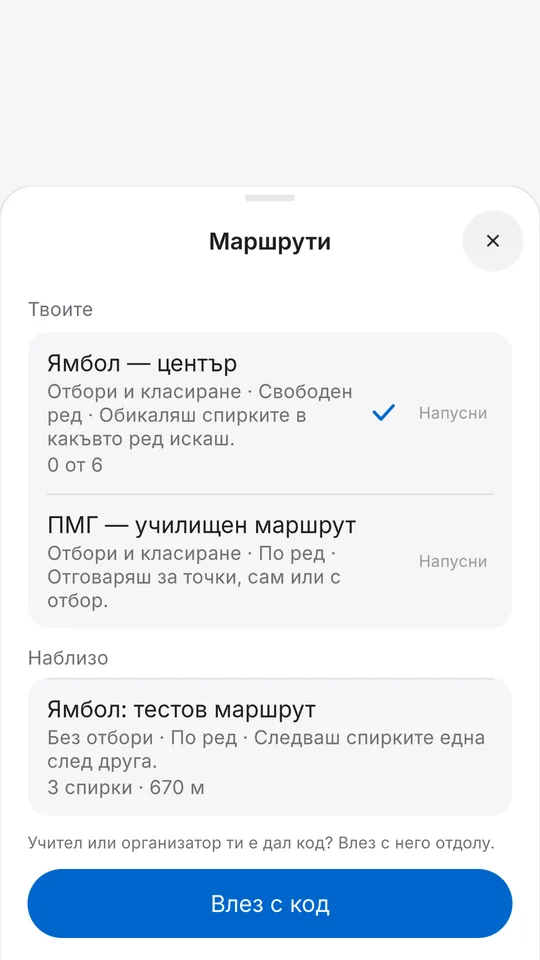 Маршрути
Твоите
Ямбол — център
Отбори и класиране · Свободен
ред · Обикаляш спирките в
какъвто ред искаш.
0 от 6
Напусни
ПМГ — училищен маршрут
Отбори и класиране · По ред ·
Отговаряш за точки, сам или с
отбор.
Напусни
Наблизо
Ямбол: тестов маршрут
Без отбори · По ред · Следваш спирките една
след друга.
3 спирки · 670 м
Учител или организатор ти е дал код? Влез с него отдолу.
Влез с код